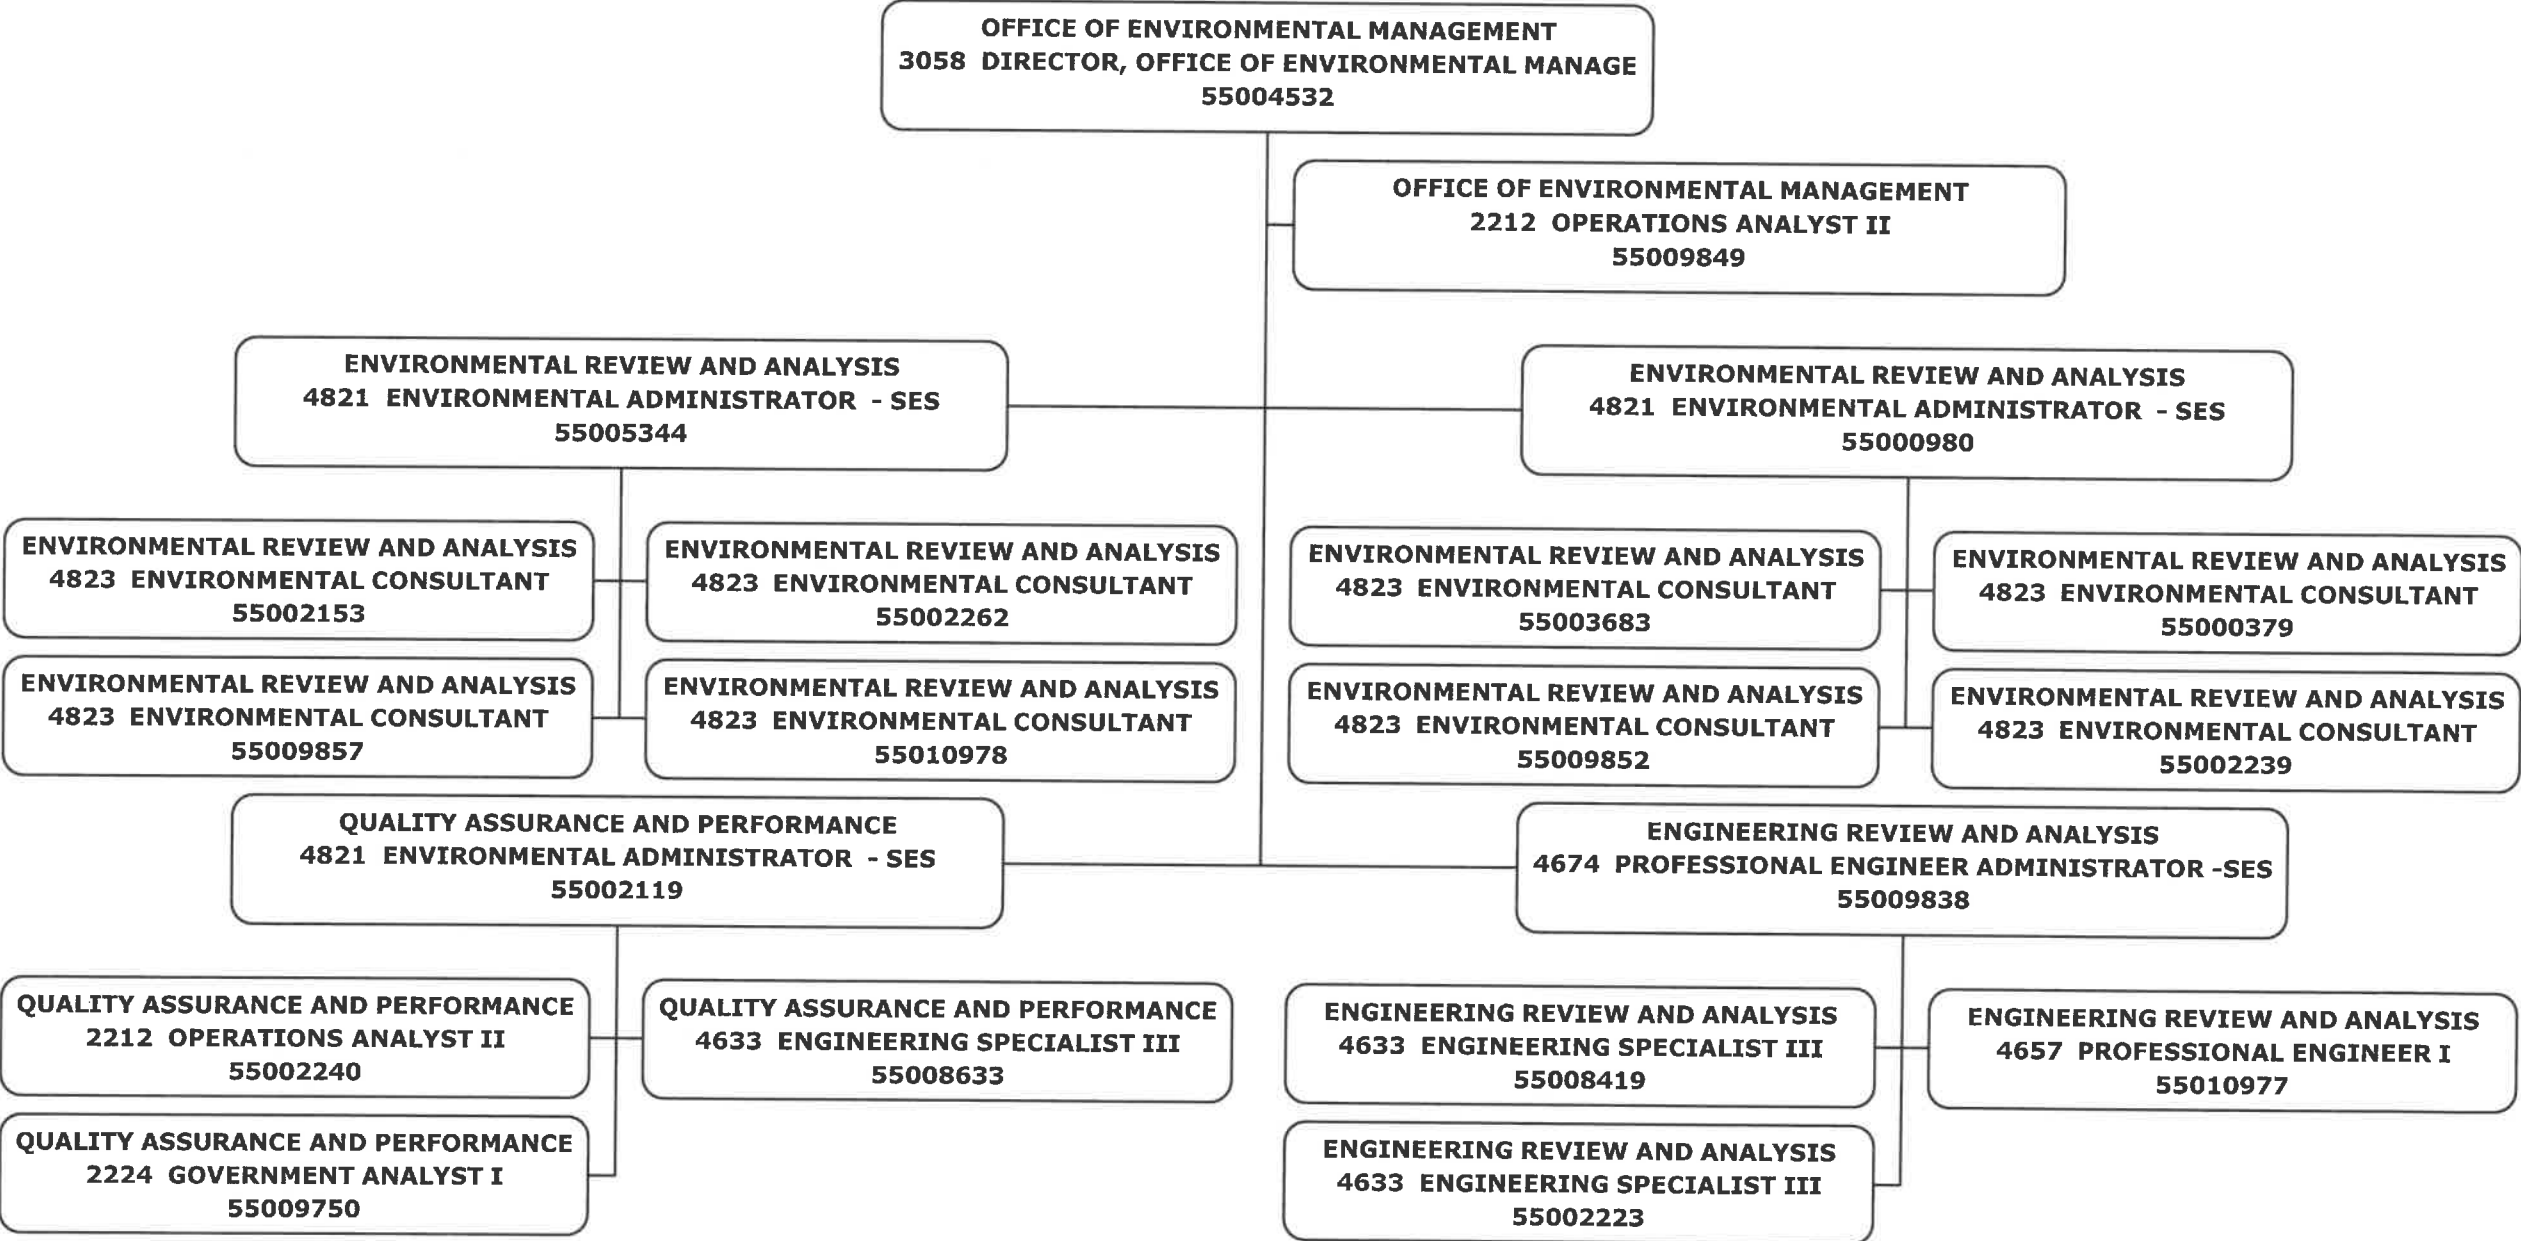 OFFICE OF ENVIRONMENTAL MANAGEMENT
3058 DIRECTOR, OFFICE OF ENVIRONMENTAL MANAGE
55004532
OFFICE OF ENVIRONMENTAL MANAGEMENT
2212 OPERATIONS ANALYST II
55009849
ENVIRONMENTAL REVIEW AND ANALYSIS
4821 ENVIRONMENTAL ADMINISTRATOR - SES
55005344
ENVIRONMENTAL REVIEW AND ANALYSIS
4821 ENVIRONMENTAL ADMINISTRATOR - SES
55000980
ENVIRONMENTAL REVIEW AND ANALYSIS
4823 ENVIRONMENTAL CONSULTANT
55002153
ENVIRONMENTAL REVIEW AND ANALYSIS
4823 ENVIRONMENTAL CONSULTANT
55002262
ENVIRONMENTAL REVIEW AND ANALYSIS
4823 ENVIRONMENTAL CONSULTANT
55003683
ENVIRONMENTAL REVIEW AND ANALYSIS
4823 ENVIRONMENTAL CONSULTANT
55000379
ENVIRONMENTAL REVIEW AND ANALYSIS
4823 ENVIRONMENTAL CONSULTANT
55009857
ENVIRONMENTAL REVIEW AND ANALYSIS
4823 ENVIRONMENTAL CONSULTANT
55010978
ENVIRONMENTAL REVIEW AND ANALYSIS
4823 ENVIRONMENTAL CONSULTANT
55009852
ENVIRONMENTAL REVIEW AND ANALYSIS
4823 ENVIRONMENTAL CONSULTANT
55002239
QUALITY ASSURANCE AND PERFORMANCE
4821 ENVIRONMENTAL ADMINISTRATOR - SES
55002119
ENGINEERING REVIEW AND ANALYSIS
4674 PROFESSIONAL ENGINEER ADMINISTRATOR -SES
55009838
QUALITY ASSURANCE AND PERFORMANCE
2212 OPERATIONS ANALYST II
55002240
QUALITY ASSURANCE AND PERFORMANCE
4633 ENGINEERING SPECIALIST III
55008633
ENGINEERING REVIEW AND ANALYSIS
4633 ENGINEERING SPECIALIST III
55008419
ENGINEERING REVIEW AND ANALYSIS
4657 PROFESSIONAL ENGINEER I
55010977
QUALITY ASSURANCE AND PERFORMANCE
2224 GOVERNMENT ANALYST I
55009750
ENGINEERING REVIEW AND ANALYSIS
4633 ENGINEERING SPECIALIST III
55002223